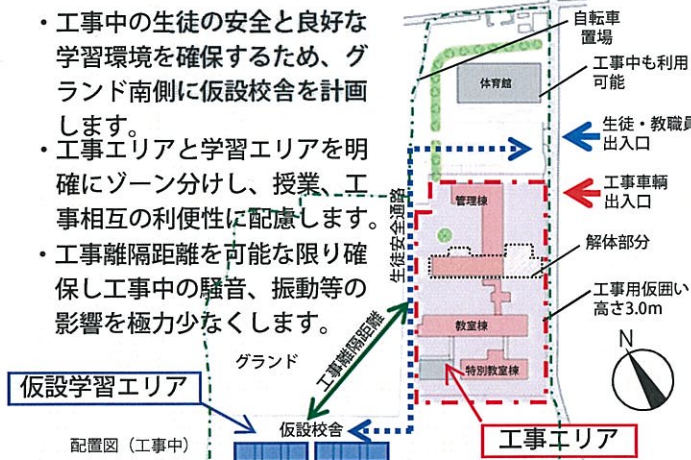 ・工事中の生徒の安全と良好な
学習環境を確保するため、グ
ランド南側に仮設校舎を計画
します。
・工事エリアと学習エリアを明
確にゾーン分けし、授業、工
事相互の利便性に配慮します。
・工事離隔距離を可能な限り確
保し工事中の騒音、振動等の
影響を極力少なくします。
自転車
置場
工事中も利用
可能
体育館
生徒・教職員
出入口
工事車輌
出入口
管理棟
生徒安全通路
解体部分
工事用仮囲い
高さ3.0m
教室棟
特別教室棟
工事離隔距離
グランド
N
仮設学習エリア
仮設校舎
工事エリア
配置図（工事中）